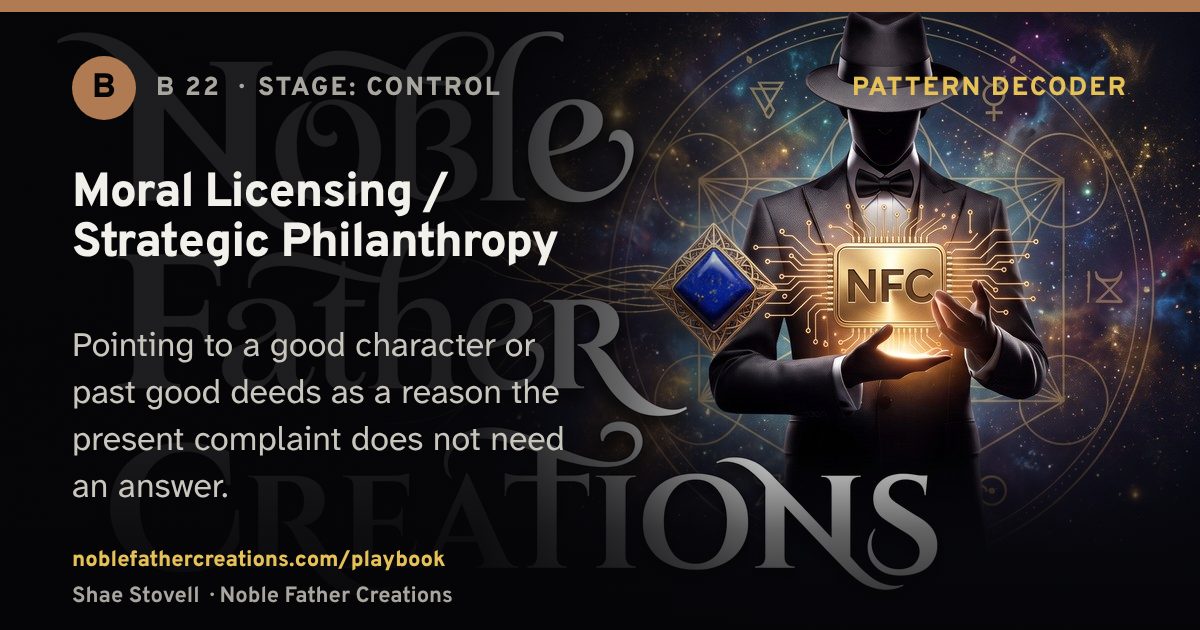 B
B 22 · STAGE: CONTROL
PATTERN DECODER
Moral Licensing /
Strategic Philanthropy
Pointing to a good character or
past good deeds as a reason the
present complaint does not need
an answer.
noblefathercreations.com/playbook
Shae Stovell · Noble Father Creations
NFC
Noble
Father
Creations